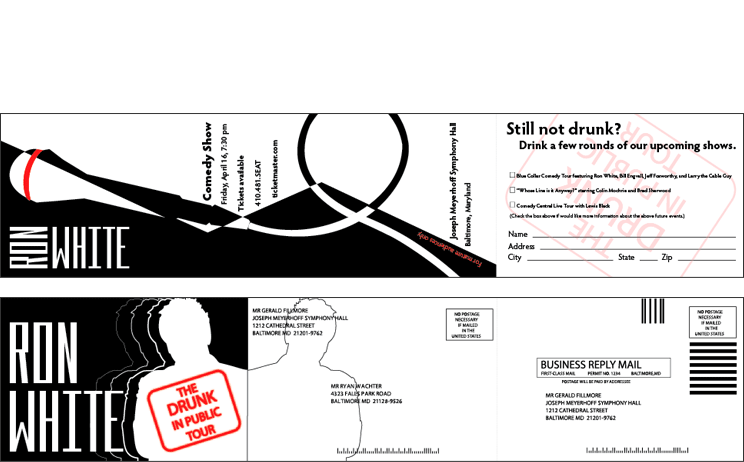 RON
WHITE
Comedy Show
Friday, April 16, 7:30 pm
Tickets available
410.481.SEAT
ticketmaster.com
Joseph Meyerhoff Symphony Hall
Baltimore, Maryland
For mature audiences only.
THE
DRUNK
IN PUBLIC
TOUR
Still not drunk?
Drink a few rounds of our upcoming shows.
Blue Collar Comedy Tour featuring Ron White, Bill Engvall, Jeff Foxworthy, and Larry the Cable Guy
"Whose Line is it Anyway?" starring Colin Mochrie and Brad Sherwood
Comedy Central Live Tour with Lewis Black
(Check the box above if would like more information about the above future events.)
Name
Address
City State Zip
RON
WHITE
THE
DRUNK
IN PUBLIC
TOUR
MR GERALD FILLMORE
JOSEPH MEYERHOFF SYMPHONY HALL
1212 CATHEDRAL STREET
BALTIMORE MD 21201-9762
NO POSTAGE
NECESSARY
IF MAILED
IN THE
UNITED STATES
MR RYAN WACHTER
4323 FALLS PARK ROAD
BALTIMORE MD 21128-9526
NO POSTAGE
NECESSARY
IF MAILED
IN THE
UNITED STATES
BUSINESS REPLY MAIL
FIRST-CLASS MAIL PERMIT NO. 1234 BALTIMORE,MD
POSTAGE WILL BE PAID BY ADDRESSEE
MR GERALD FILLMORE
JOSEPH MEYERHOFF SYMPHONY HALL
1212 CATHEDRAL STREET
BALTIMORE MD 21201-9762